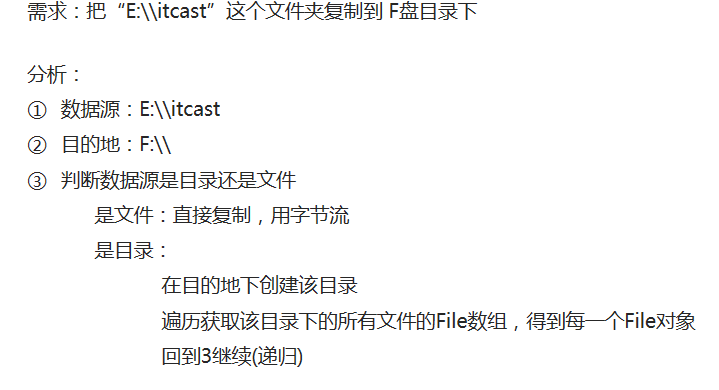 需求：把“E:\\itcast”这个文件夹复制到 F盘目录下
分析：
① 数据源：E:\\itcast
② 目的地：F:\\
③ 判断数据源是目录还是文件
是文件：直接复制，用字节流
是目录：
在目的地下创建该目录
遍历获取该目录下的所有文件的File数组，得到每一个File对象
回到3继续(递归)